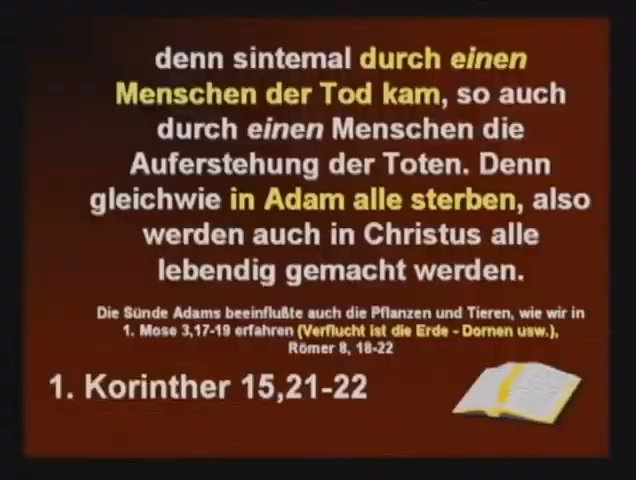 denn sintemal durch einen
Menschen der Tod kam, so auch
durch einen Menschen die
Auferstehung der Toten. Denn
gleichwie in Adam alle sterben, also
werden auch in Christus alle
lebendig gemacht werden.
Die Sünde Adams beeinflußte auch die Pflanzen und Tieren, wie wir in
1. Mose 3,17-19 erfahren (Verflucht ist die Erde - Dornen usw.),
Römer 8, 18-22
1. Korinther 15,21-22